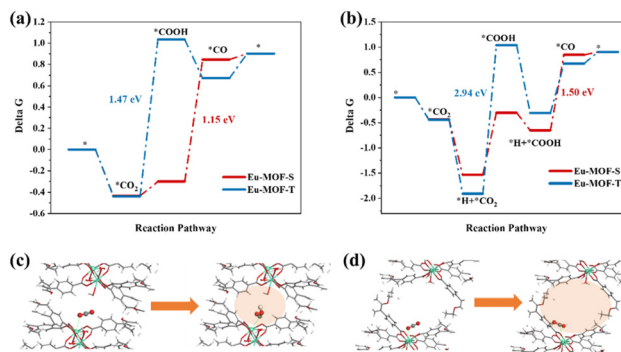 (a)
1.0
0.8
0.6
0.4
0.2
0.0
-0.2
-0.4
-0.6
Delta G
*
*CO2
*COOH
*CO
*
1.47 eV
1.15 eV
Eu-MOF-S
Eu-MOF-T
Reaction Pathway
(b)
1.5
1.0
0.5
0.0
-0.5
-1.0
-1.5
-2.0
Delta G
*
*CO2
*H+*CO2
*COOH
*H+*COOH
*CO
*
2.94 eV
1.50 eV
Eu-MOF-S
Eu-MOF-T
Reaction Pathway
(c)
(d)